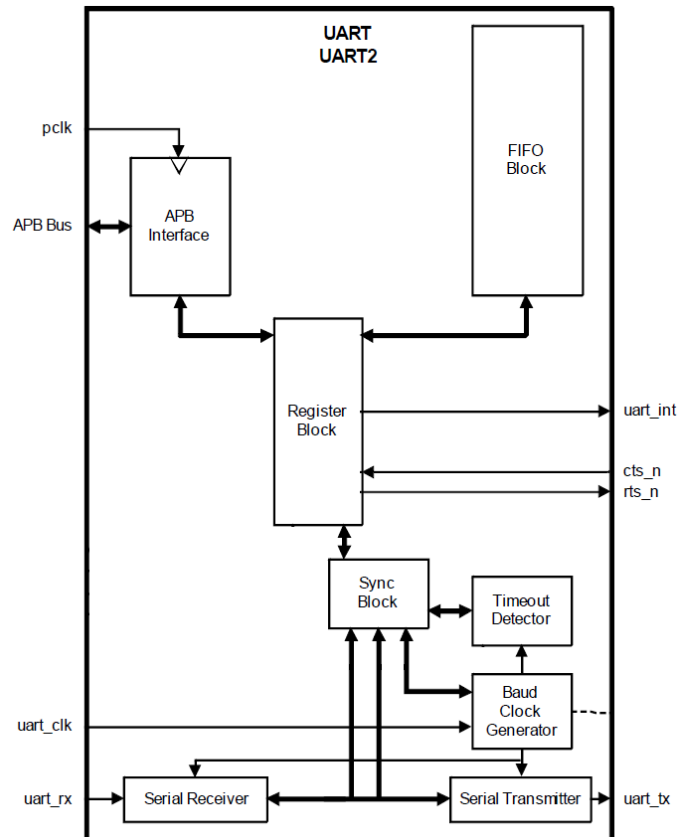 UART
UART2
pclk
FIFO
Block
APB
Interface
APB Bus
Register
Block
uart_int
cts_n
rts_n
Sync
Block
Timeout
Detector
Baud
Clock
Generator
uart_clk
uart_rx
Serial Receiver
Serial Transmitter
uart_tx